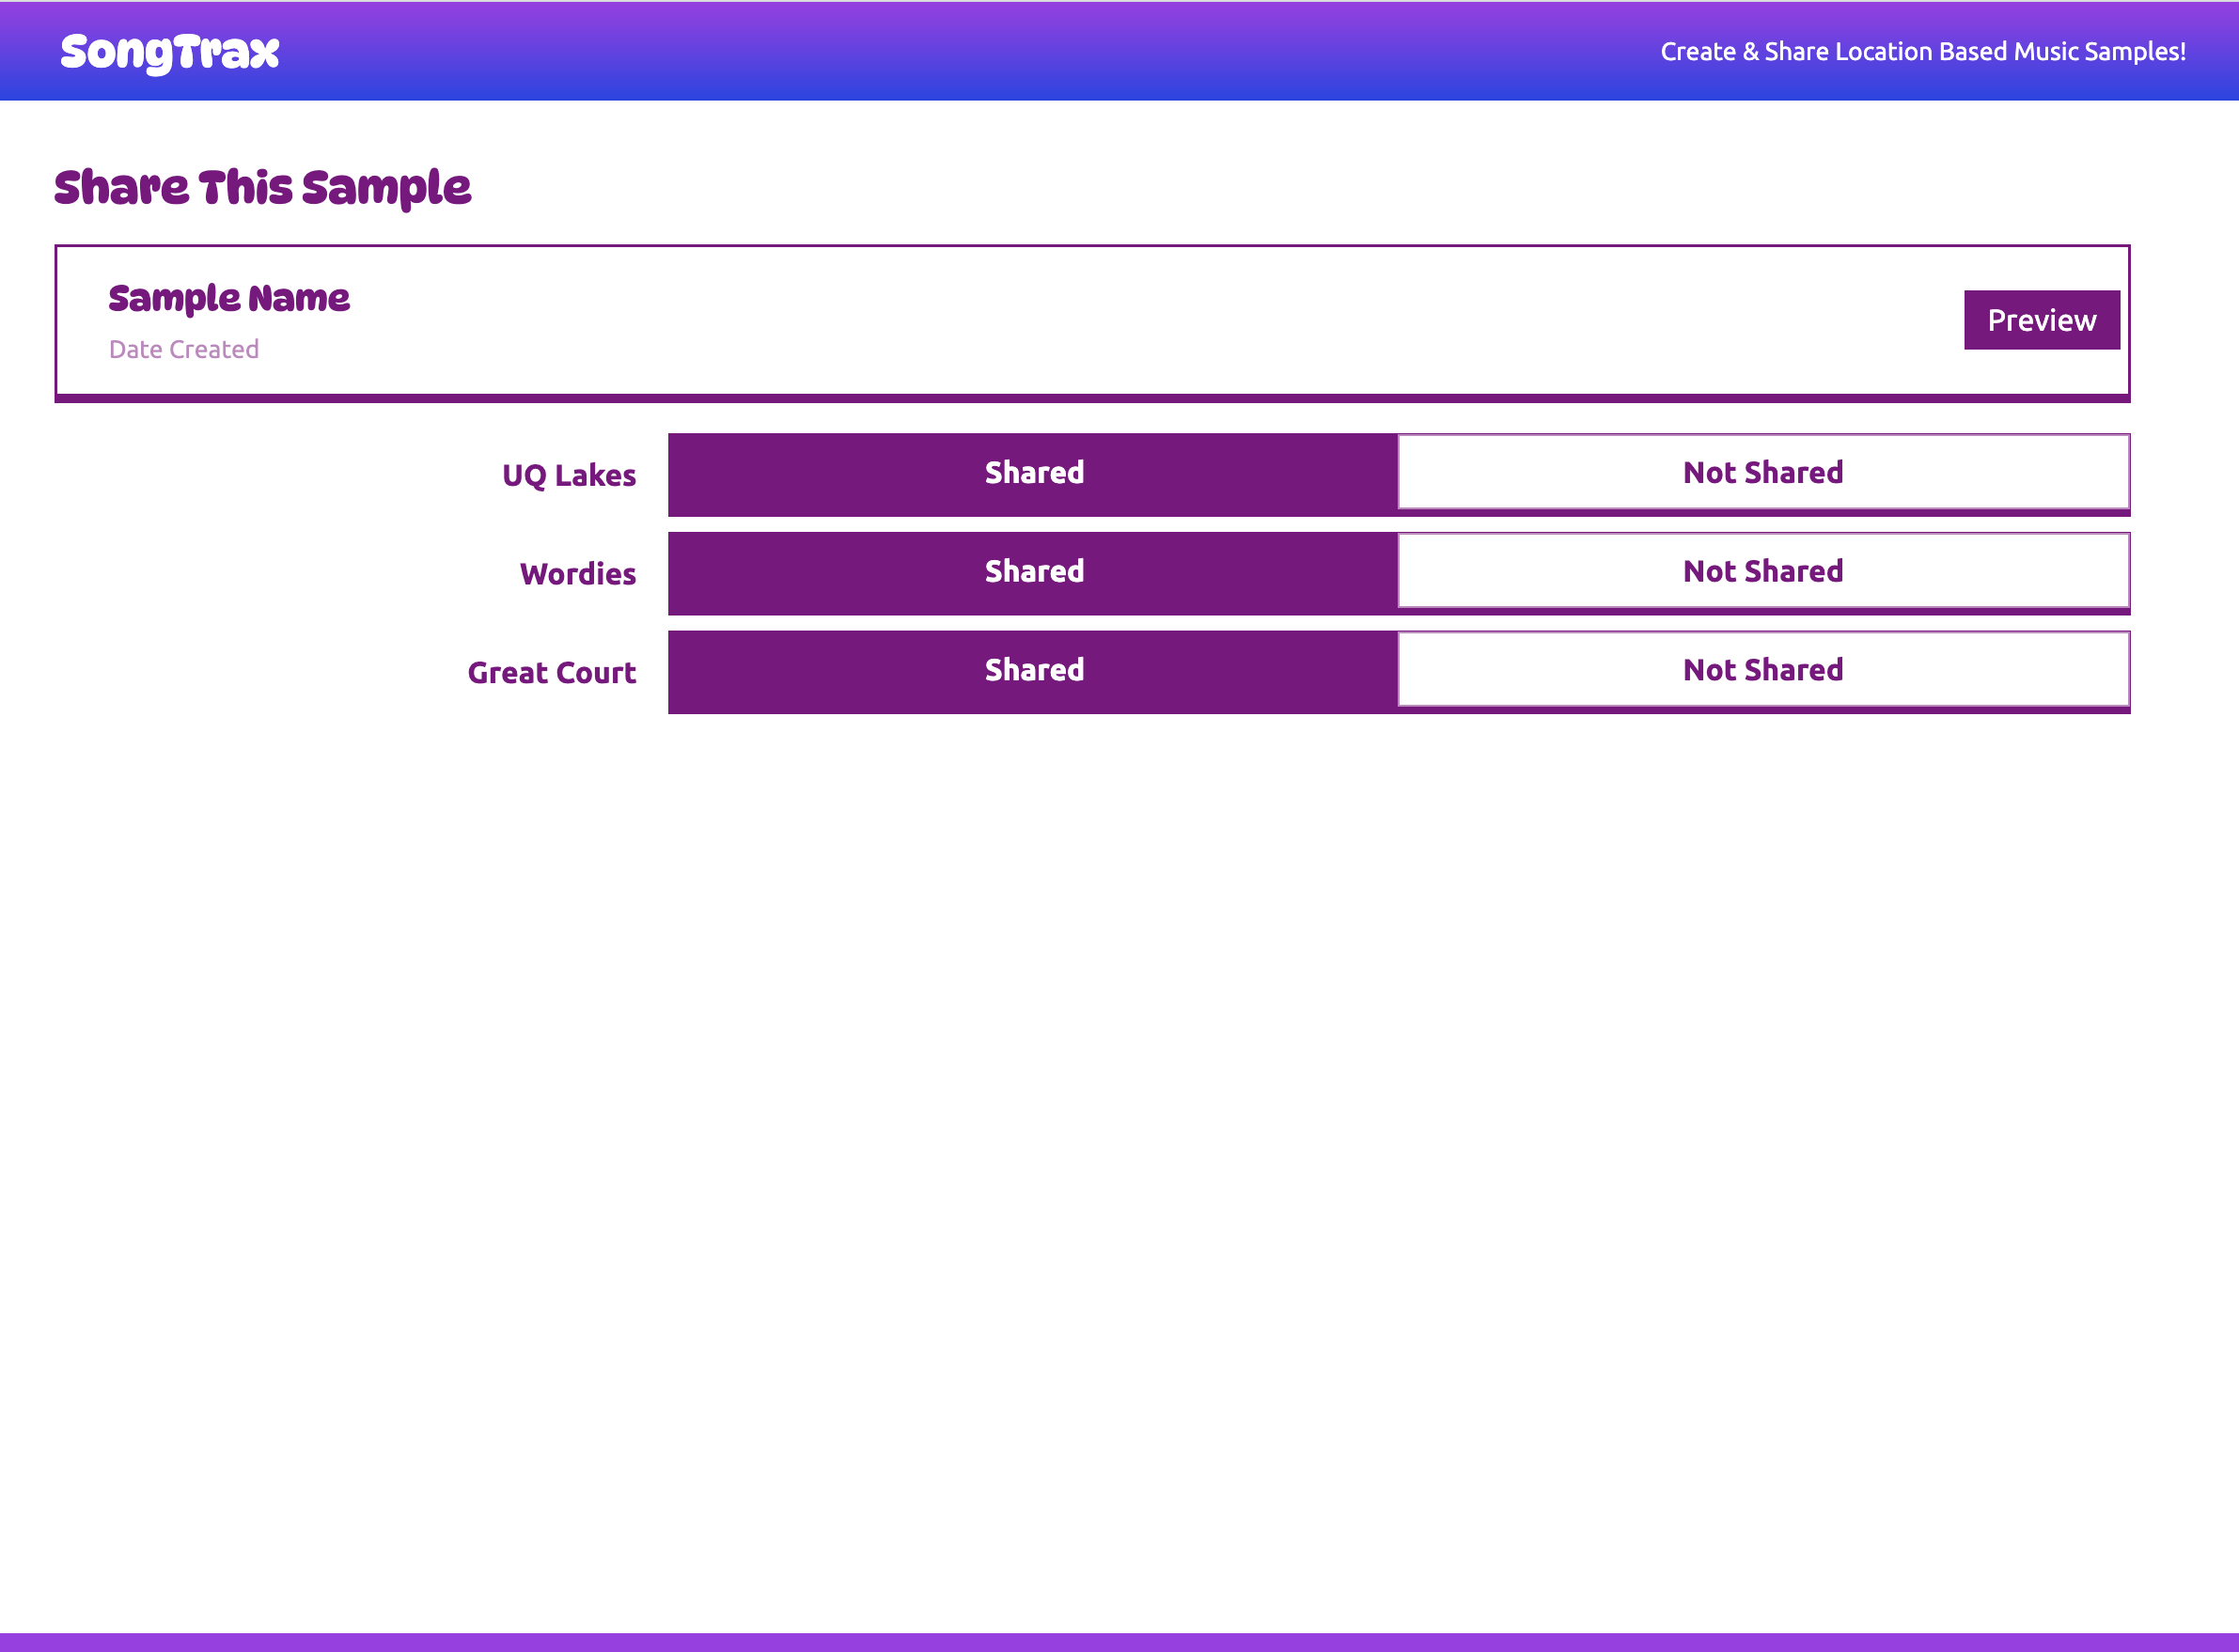 SongTrax
Create & Share Location Based Music Samples!
Share This Sample
Sample Name
Date Created
Preview
UQ Lakes Shared Not Shared
Wordies Shared Not Shared
Great Court Shared Not Shared